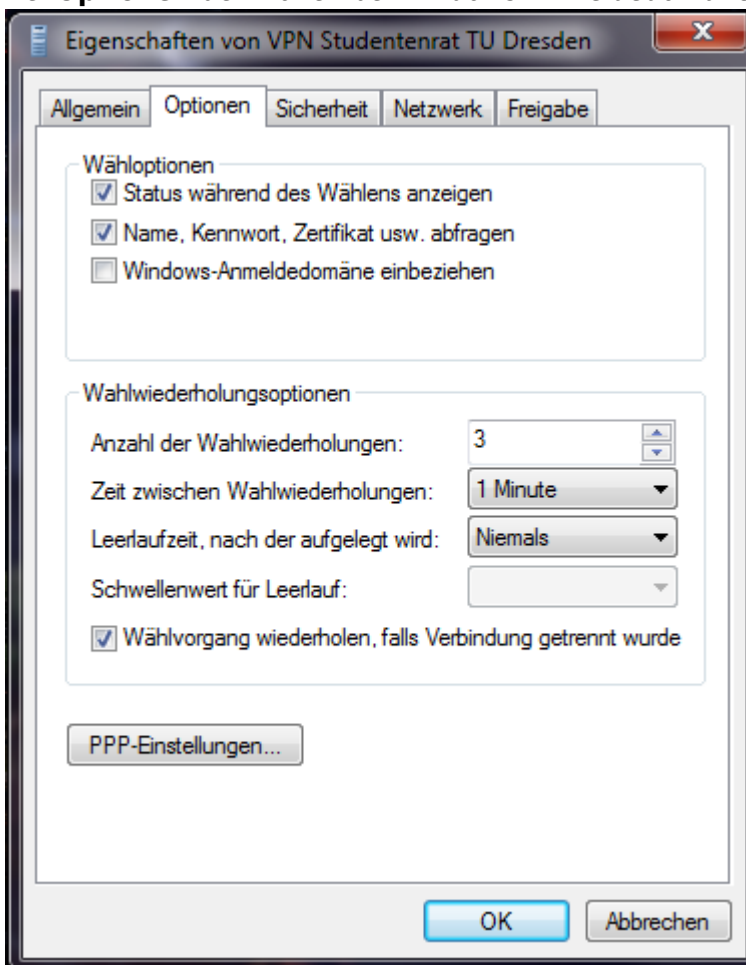 Eigenschaften von VPN Studentenrat TU Dresden
Allgemein Optionen Sicherheit Netzwerk Freigabe
Wähloptionen
Status während des Wählens anzeigen
Name, Kennwort, Zertifikat usw. abfragen
Windows-Anmeldedomäne einbeziehen
Wahlwiederholungsoptionen
Anzahl der Wahlwiederholungen: 3
Zeit zwischen Wahlwiederholungen: 1 Minute
Leerlaufzeit, nach der aufgelegt wird: Niemals
Schwellenwert für Leerlauf:
Wählvorgang wiederholen, falls Verbindung getrennt wurde
PPP-Einstellungen...
OK Abbrechen